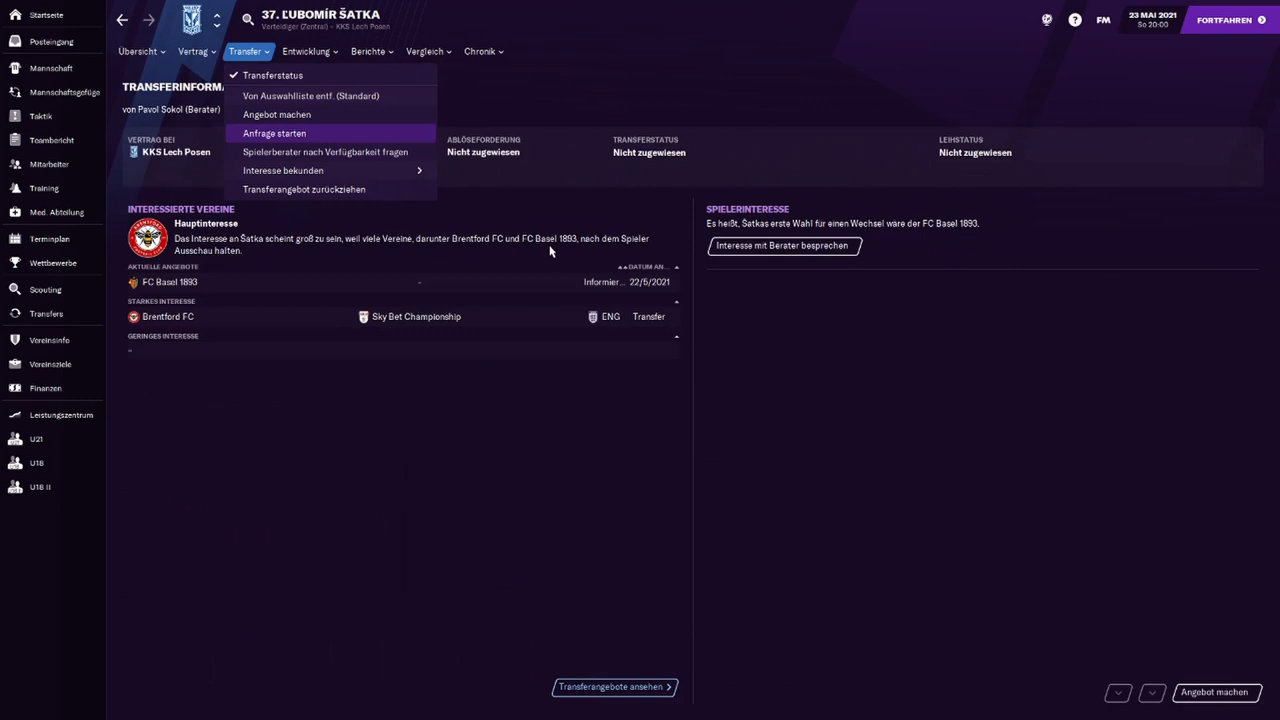 Startseite
Posteingang
Mannschaft
Mannschaftsgefüge
Taktik
Teambericht
Mitarbeiter
Training
Med. Abteilung
Terminplan
Wettbewerbe
Scouting
Transfers
Vereinsinfo
Vereinsziele
Finanzen
Leistungszentrum
U21
U18
U18 II
37. ĽUBOMÍR ŠATKA
Verteidiger (Zentral) – KKS Lech Posen
FM
23 MAI 2021
So 20:00
FORTFAHREN
Übersicht
Vertrag
Transfer
Entwicklung
Berichte
Vergleich
Chronik
Transferstatus
Von Auswahlliste entf. (Standard)
Angebot machen
Anfrage starten
Spielerberater nach Verfügbarkeit fragen
Interesse bekunden
Transferangebot zurückziehen
TRANSFERINFORMA
von Pavol Sokol (Berater)
VERTRAG BEI
KKS Lech Posen
ABLÖSEFORDERUNG
Nicht zugewiesen
TRANSFERSTATUS
Nicht zugewiesen
LEIHSTATUS
Nicht zugewiesen
INTERESSIERTE VEREINE
Hauptinteresse
Das Interesse an Šatka scheint groß zu sein, weil viele Vereine, darunter Brentford FC und FC Basel 1893, nach dem Spieler
Ausschau halten.
AKTUELLE ANGEBOTE
DATUM AN...
FC Basel 1893
-
Informier...
22/5/2021
STARKES INTERESSE
Brentford FC
Sky Bet Championship
ENG
Transfer
GERINGES INTERESSE
-
Transferangebote ansehen
SPIELERINTERESSE
Es heißt, Šatkas erste Wahl für einen Wechsel wäre der FC Basel 1893.
Interesse mit Berater besprechen
Angebot machen